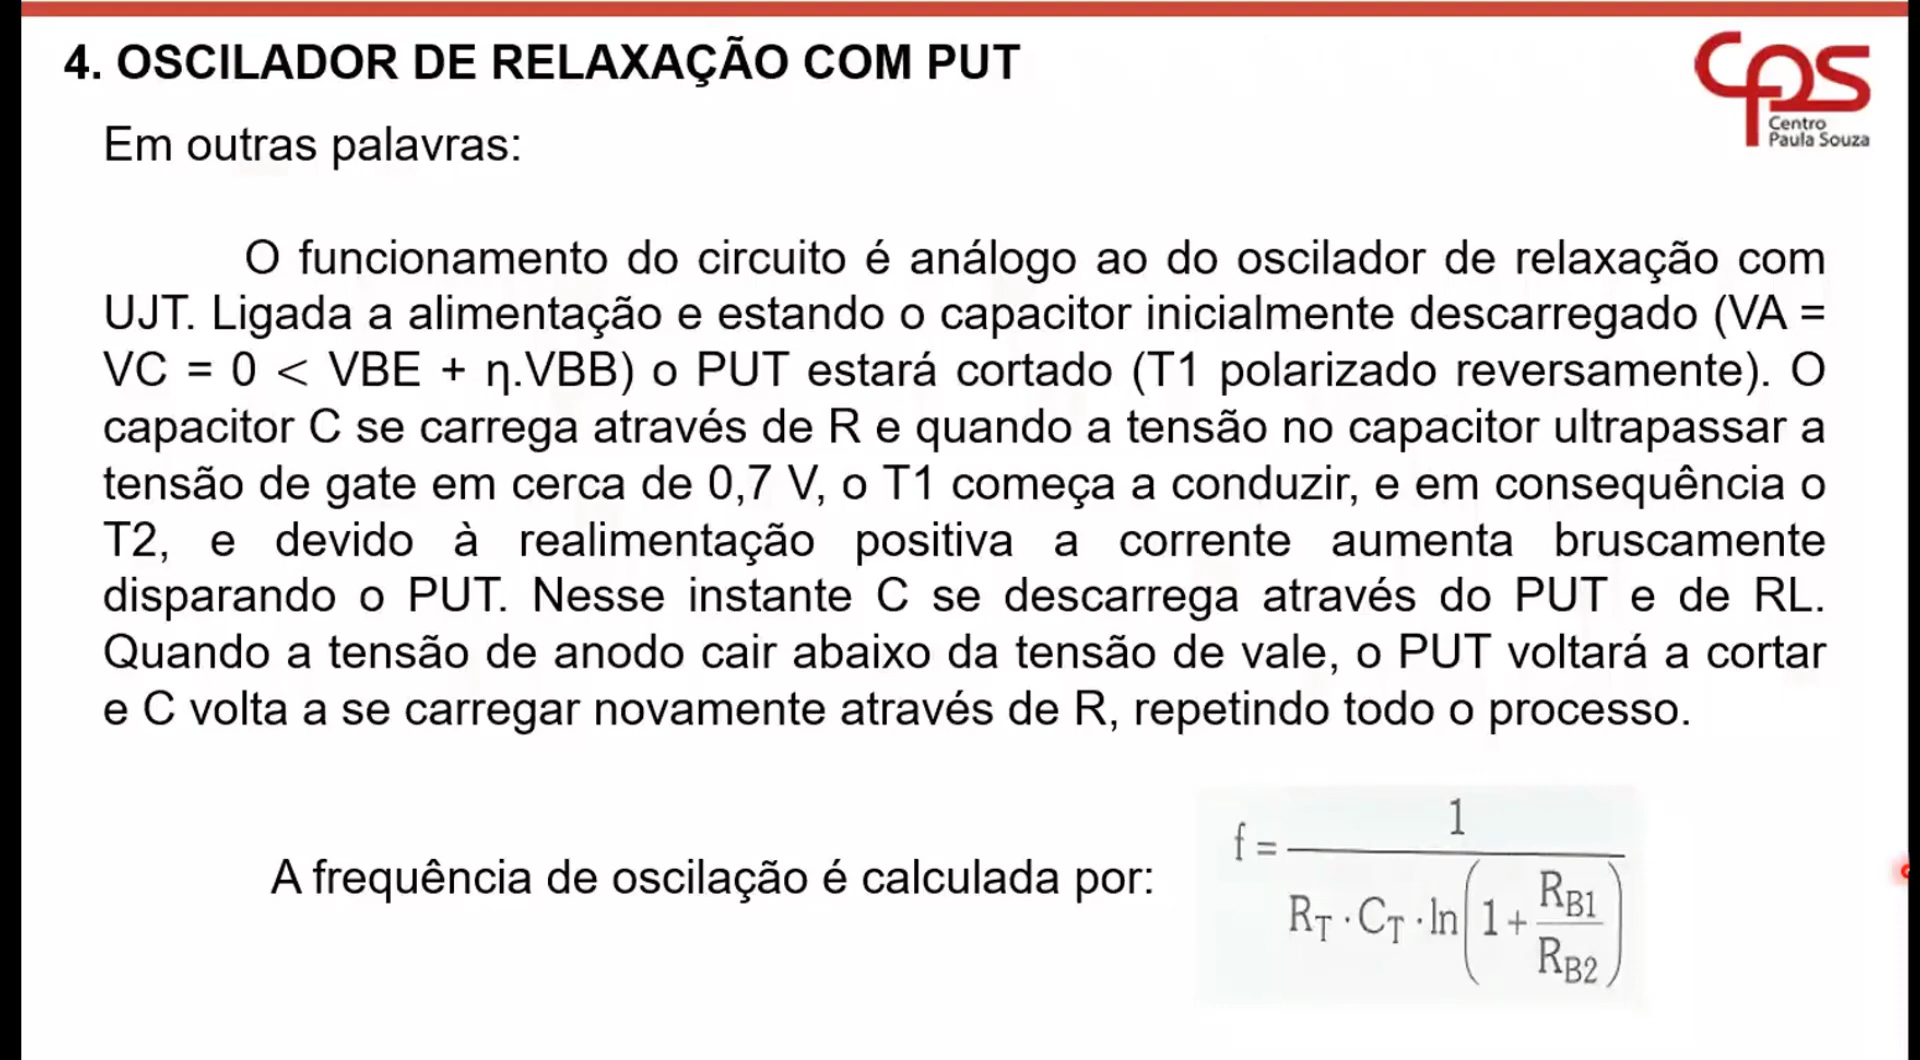 4. OSCILADOR DE RELAXAÇÃO COM PUT
CPS
Centro
Paula Souza
Em outras palavras:
O funcionamento do circuito é análogo ao do oscilador de relaxação com
UJT. Ligada a alimentação e estando o capacitor inicialmente descarregado (VA =
VC = 0 < VBE + η.VBB) o PUT estará cortado (T1 polarizado reversamente). O
capacitor C se carrega através de R e quando a tensão no capacitor ultrapassar a
tensão de gate em cerca de 0,7 V, o T1 começa a conduzir, e em consequência o
T2, e devido à realimentação positiva a corrente aumenta bruscamente
disparando o PUT. Nesse instante C se descarrega através do PUT e de RL.
Quando a tensão de anodo cair abaixo da tensão de vale, o PUT voltará a cortar
e C volta a se carregar novamente através de R, repetindo todo o processo.
A frequência de oscilação é calculada por:
f = 1 / (R_T · C_T · ln(1 + R_B1 / R_B2))